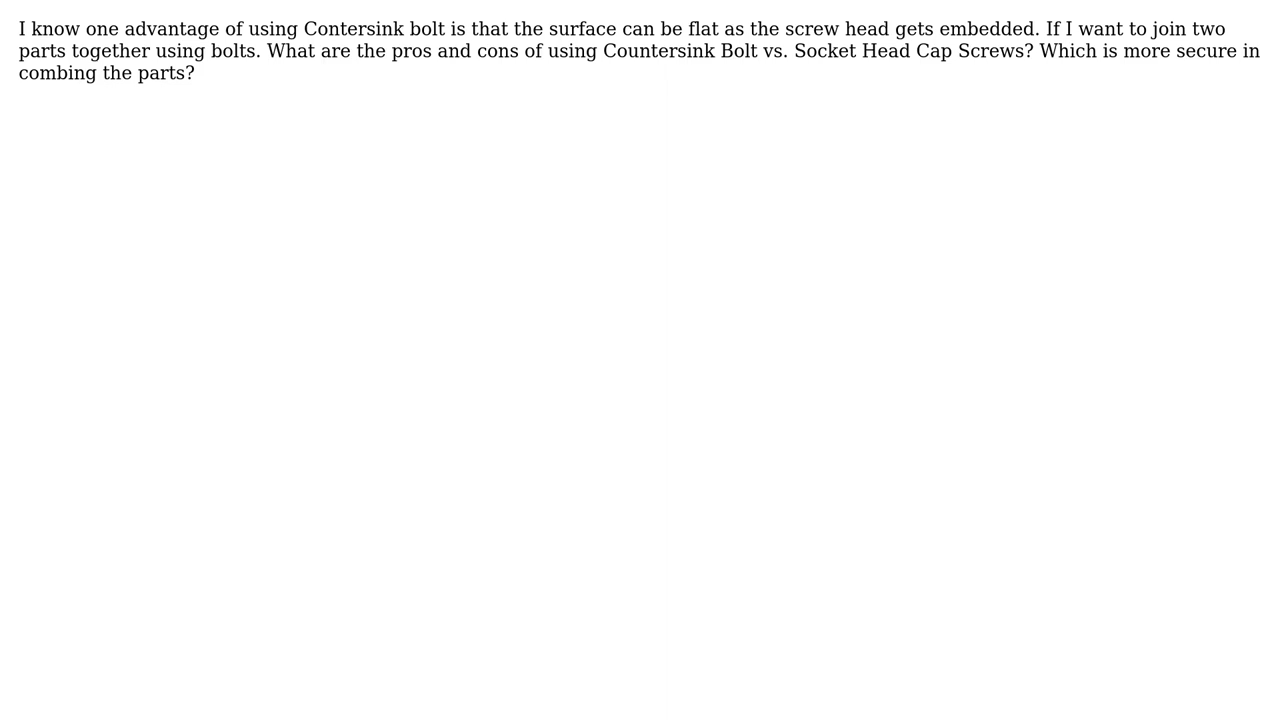 I know one advantage of using Contersink bolt is that the surface can be flat as the screw head gets embedded. If I want to join two
parts together using bolts. What are the pros and cons of using Countersink Bolt vs. Socket Head Cap Screws? Which is more secure in
combing the parts?